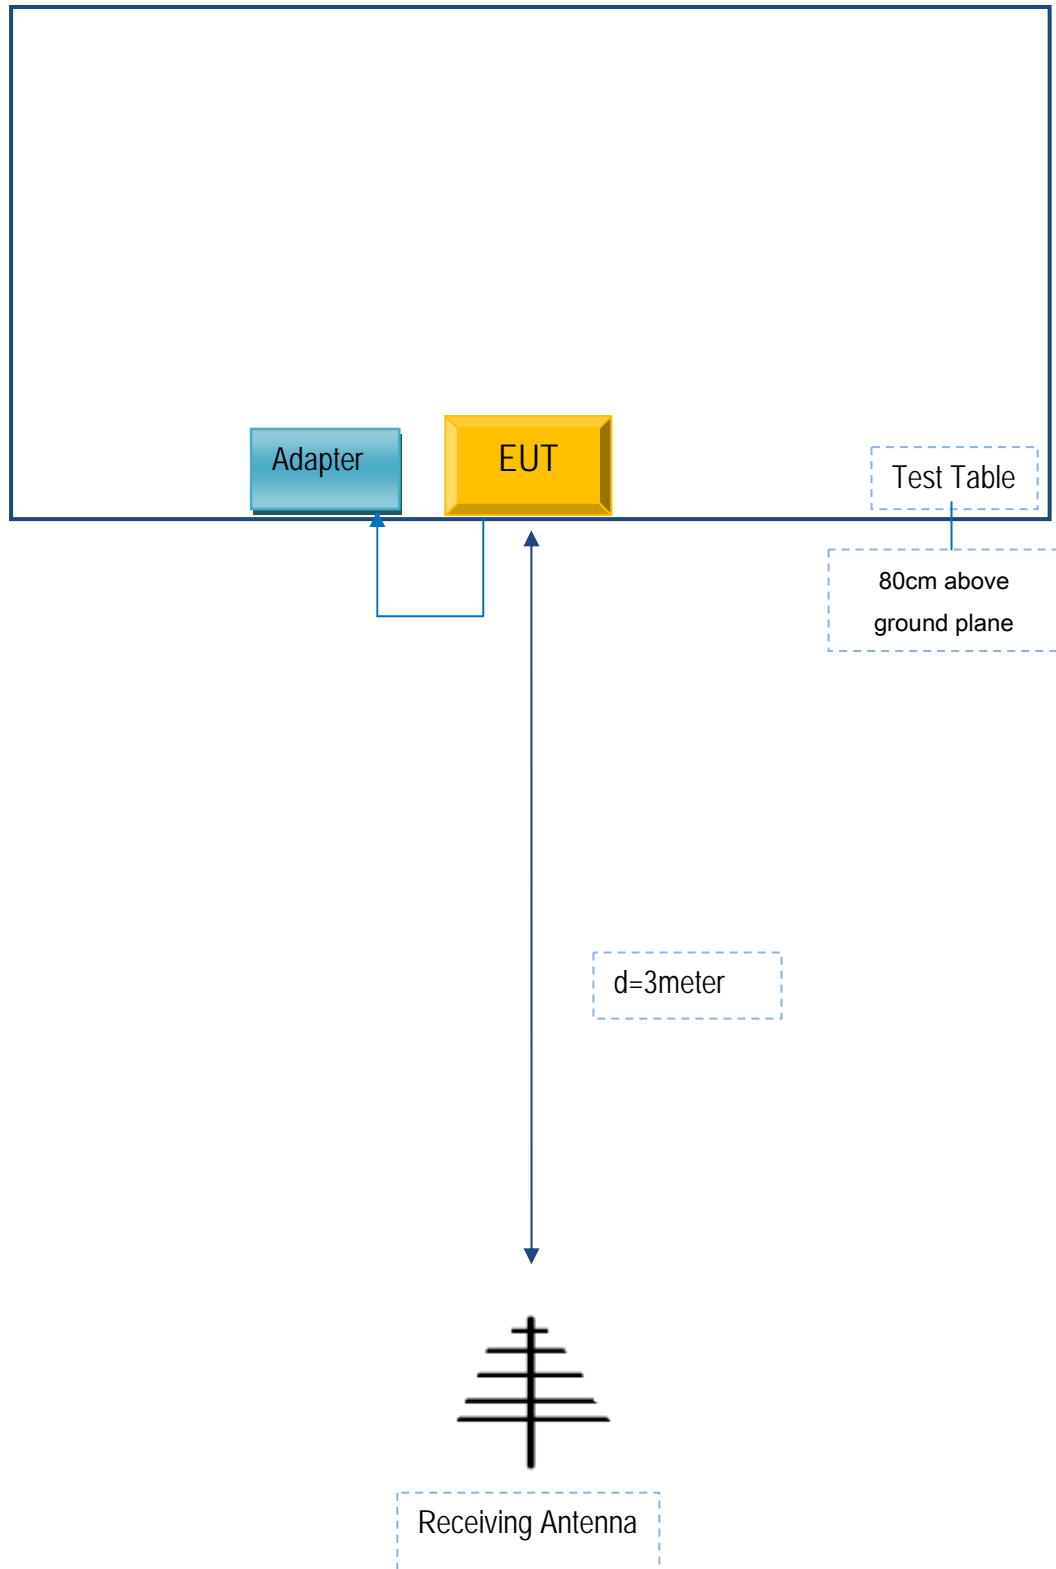 Adapter
EUT
Test Table
80cm above
ground plane
d=3meter
Receiving Antenna